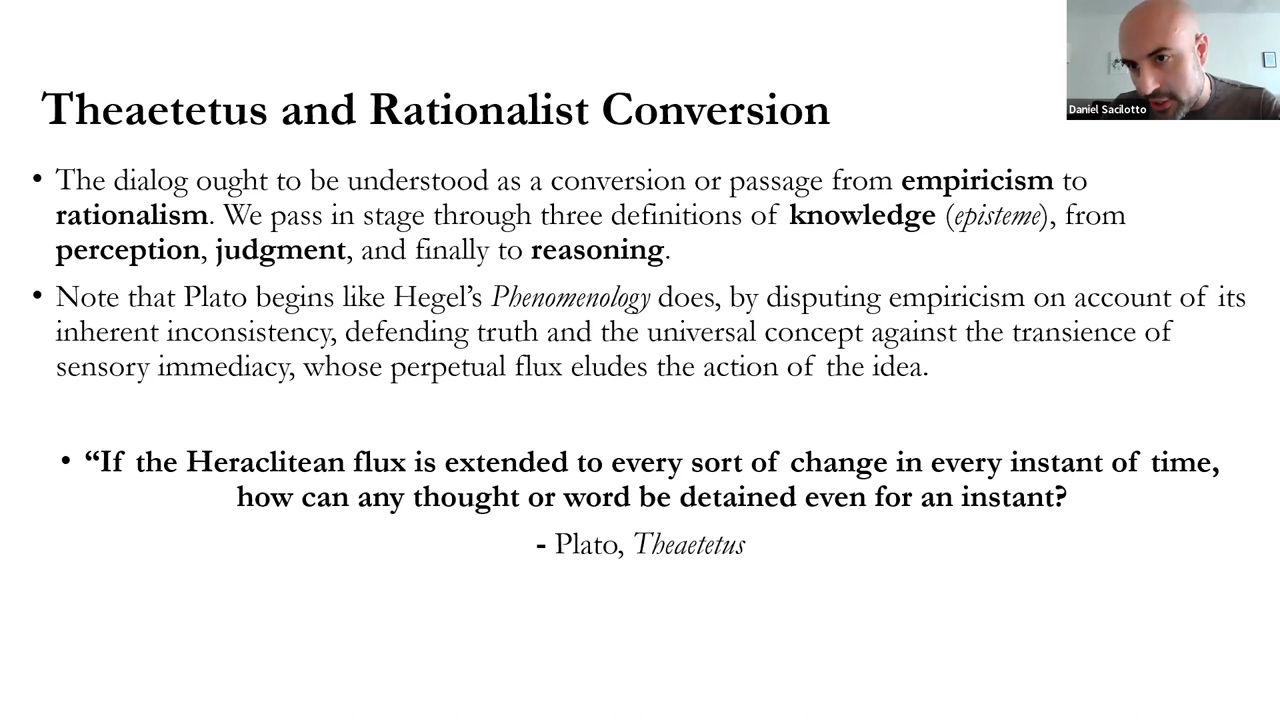 Daniel Sacilotto
Theaetetus and Rationalist Conversion
• The dialog ought to be understood as a conversion or passage from empiricism to
rationalism. We pass in stage through three definitions of knowledge (episteme), from
perception, judgment, and finally to reasoning.
• Note that Plato begins like Hegel’s Phenomenology does, by disputing empiricism on account of its
inherent inconsistency, defending truth and the universal concept against the transience of
sensory immediacy, whose perpetual flux eludes the action of the idea.
• “If the Heraclitean flux is extended to every sort of change in every instant of time,
how can any thought or word be detained even for an instant?
- Plato, Theaetetus